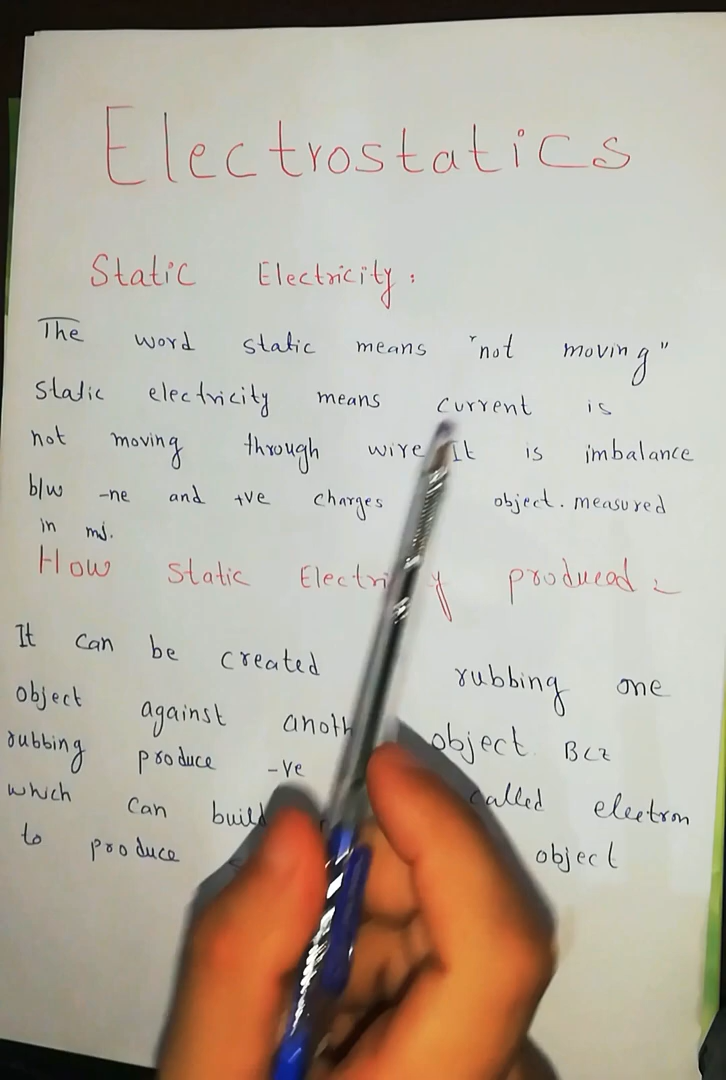 Electrostatics
Static Electricity:
The word static means "not moving"
Static electricity means current is
not moving through wire It is imbalance
b/w -ne and +ve charges object. measured
in mJ.
How Static produced:
It can be created rubbing one
object against object Bcz
rubbing produce -ve
which can build called electron
to produce object